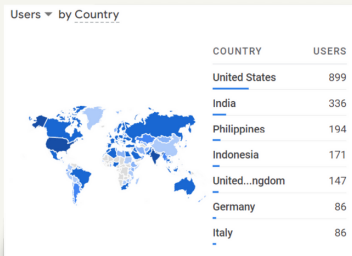 Users by Country
COUNTRY USERS
United States 899
India 336
Philippines 194
Indonesia 171
United...ngdom 147
Germany 86
Italy 86